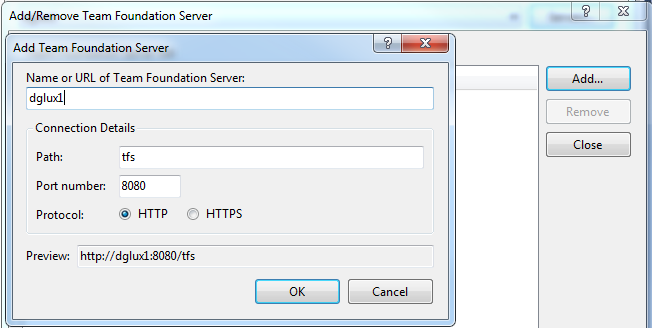 Add/Remove Team Foundation Server
Add Team Foundation Server
Name or URL of Team Foundation Server:
dglux1
Connection Details
Path: tfs
Port number: 8080
Protocol: HTTP HTTPS
Preview: http://dglux1:8080/tfs
OK Cancel
Add...
Remove
Close